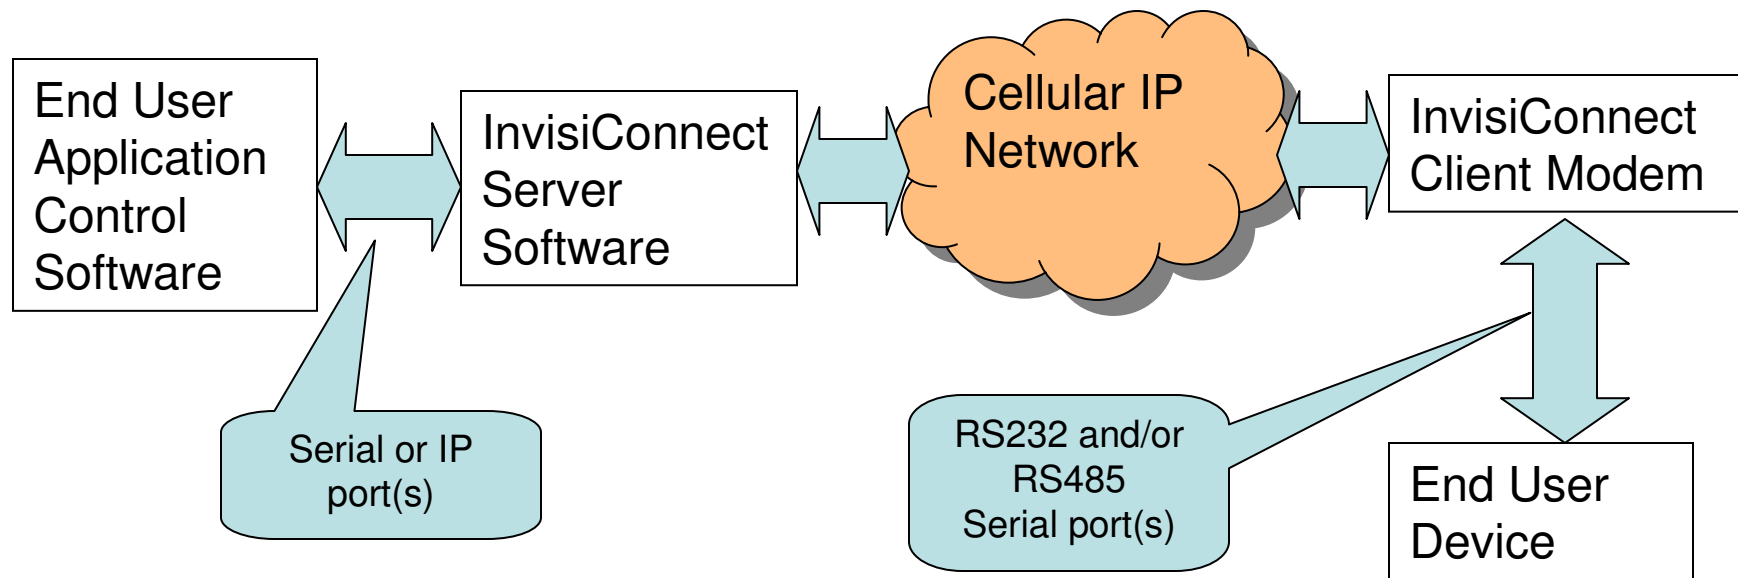 End User
Application
Control
Software
InvisiConnect
Server
Software
Cellular IP
Network
InvisiConnect
Client Modem
Serial or IP
port(s)
RS232 and/or
RS485
Serial port(s)
End User
Device